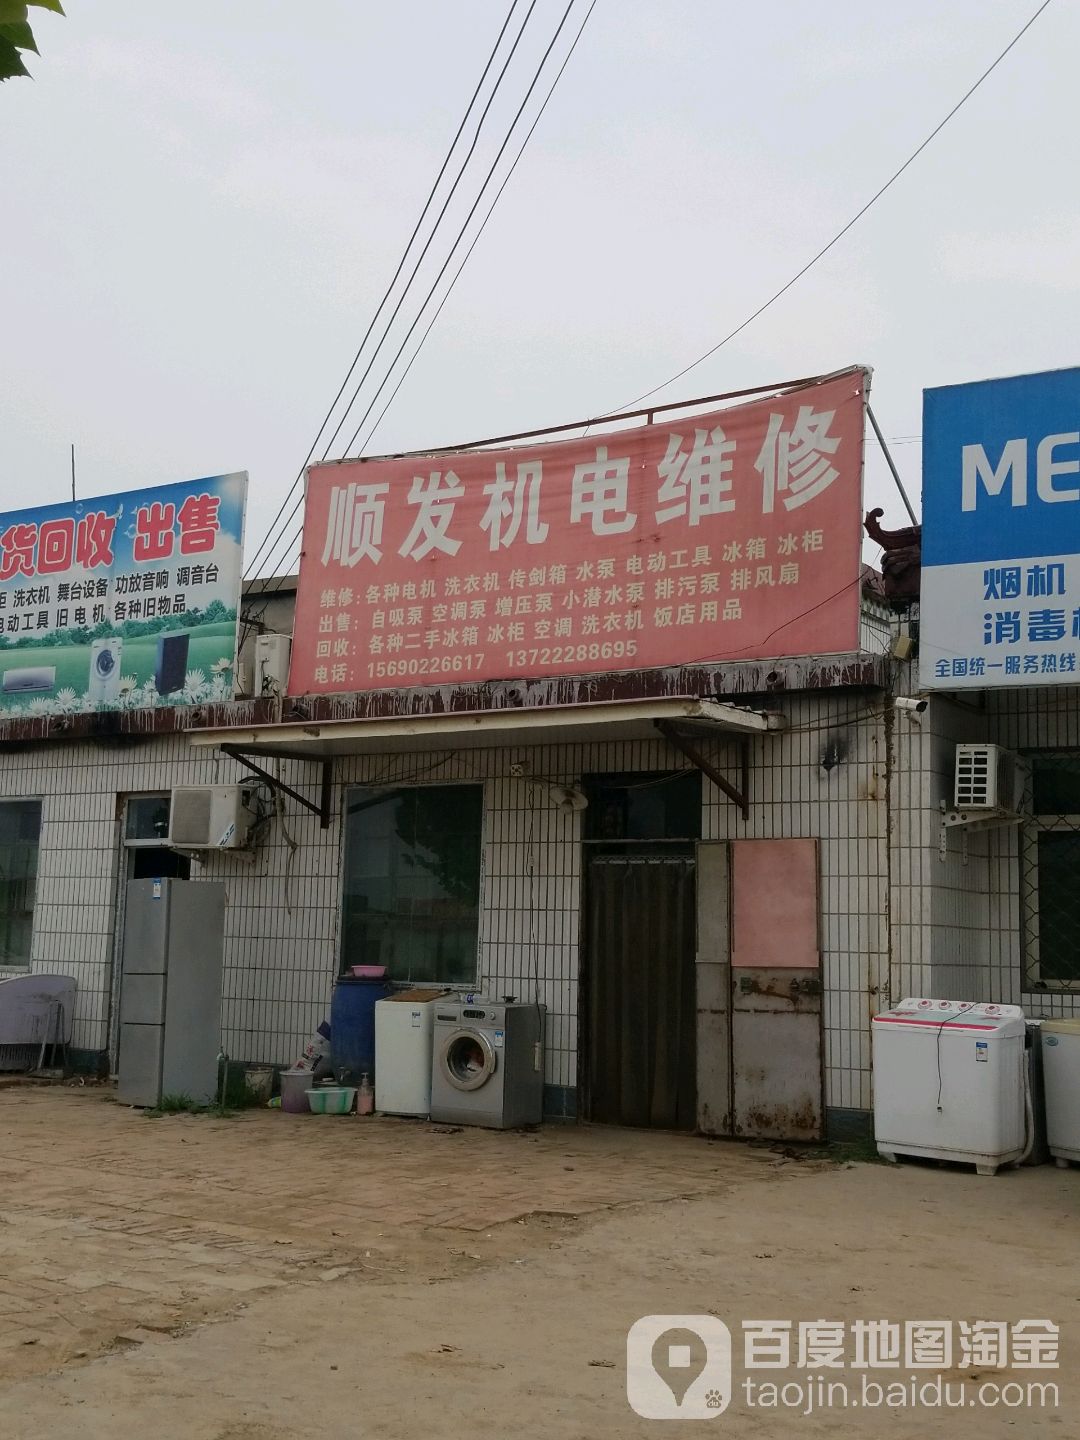 货回收 出售
洗衣机 舞台设备 功放音响 调音台
电动工具 旧电机 各种旧物品
顺发机电维修
维修:各种电机 洗衣机 传剑箱 水泵 电动工具 冰箱 冰柜
出售:自吸泵 空调泵 增压泵 小潜水泵 排污泵 排风扇
回收:各种二手冰箱 冰柜 空调 洗衣机 饭店用品
电话:15690226617 13722288695
ME
烟机
消毒
全国统一服务热线
百度地图淘金
taojin.baidu.com